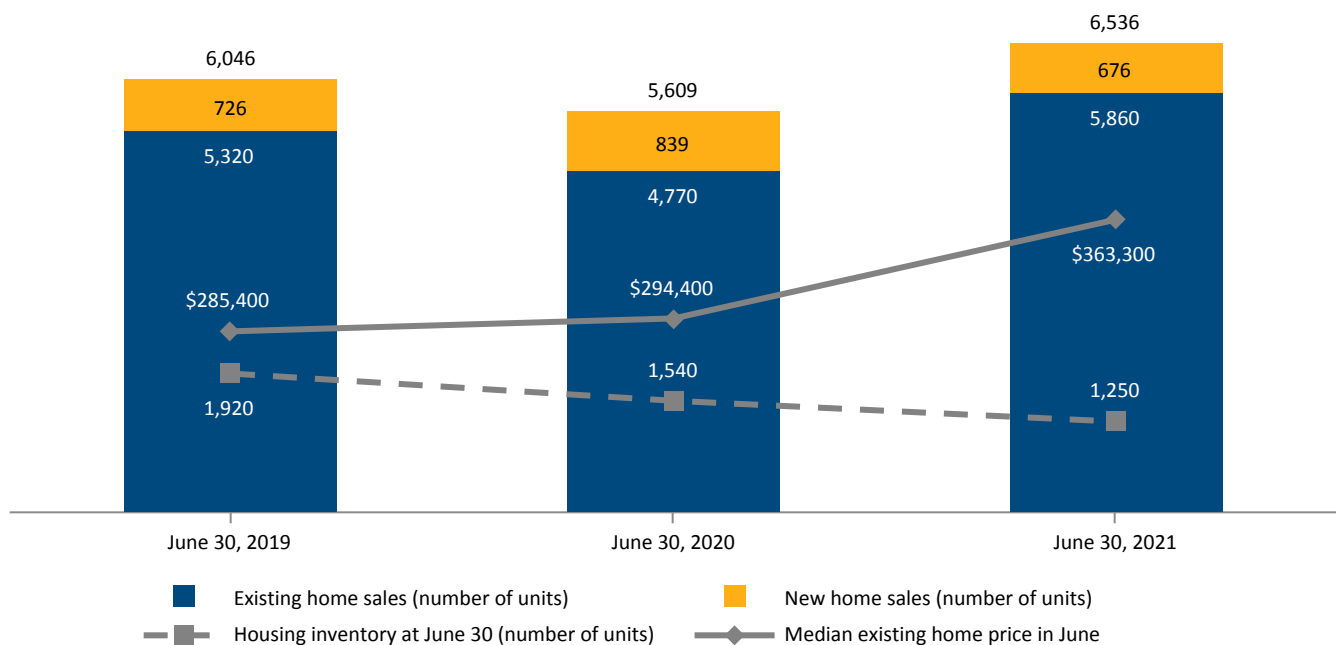 6,046
726
5,320
$285,400
1,920
5,609
839
4,770
$294,400
1,540
6,536
676
5,860
$363,300
1,250
June 30, 2019
June 30, 2020
June 30, 2021
Existing home sales (number of units)
New home sales (number of units)
Housing inventory at June 30 (number of units)
Median existing home price in June